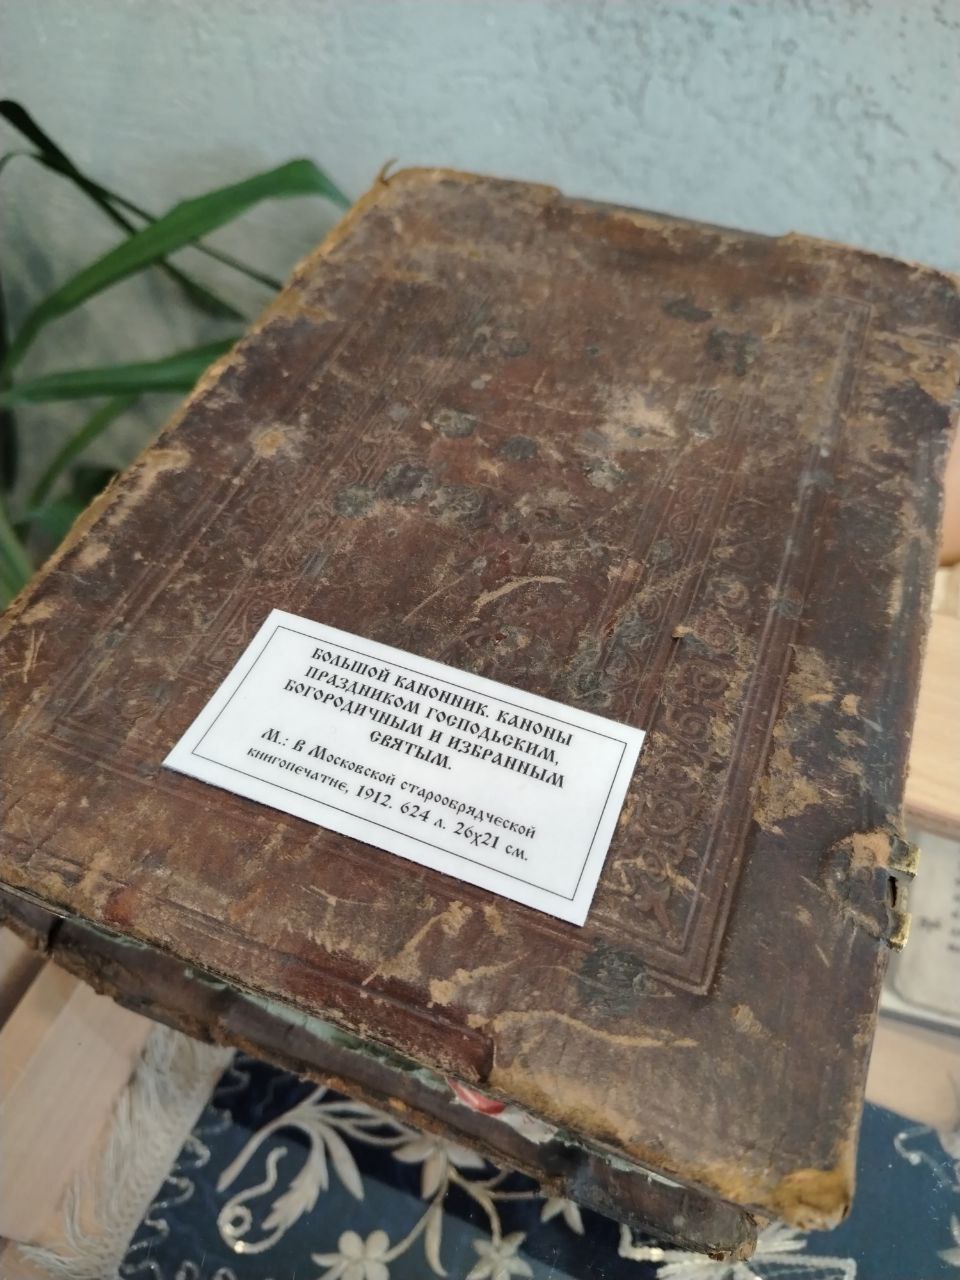 БОЛЬШОЙ КАНОННИК. КАНОНЫ
ПРАЗДНИКОМ ГОСПОДЬСКИМ,
БОГОРОДИЧНЫМ И ИЗБРАННЫМ
СВЯТЫМ.
М.: В Московской старообрядческой
книгопечатне, 1912. 624 л. 26х21 см.